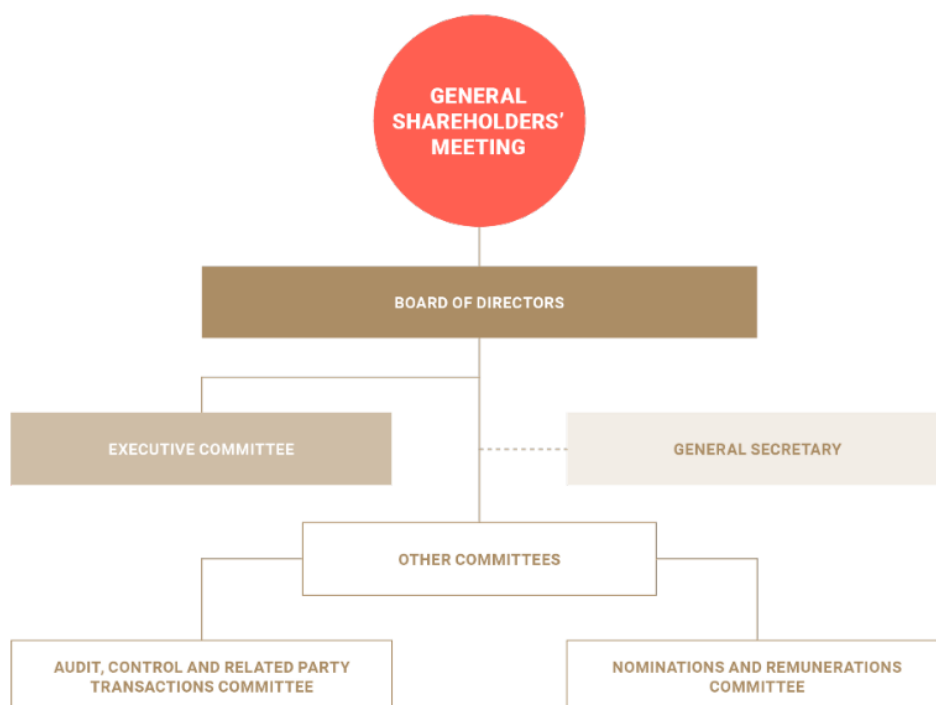 GENERAL
SHAREHOLDERS’
MEETING
BOARD OF DIRECTORS
EXECUTIVE COMMITTEE
GENERAL SECRETARY
OTHER COMMITTEES
AUDIT, CONTROL AND RELATED PARTY
TRANSACTIONS COMMITTEE
NOMINATIONS AND REMUNERATIONS
COMMITTEE